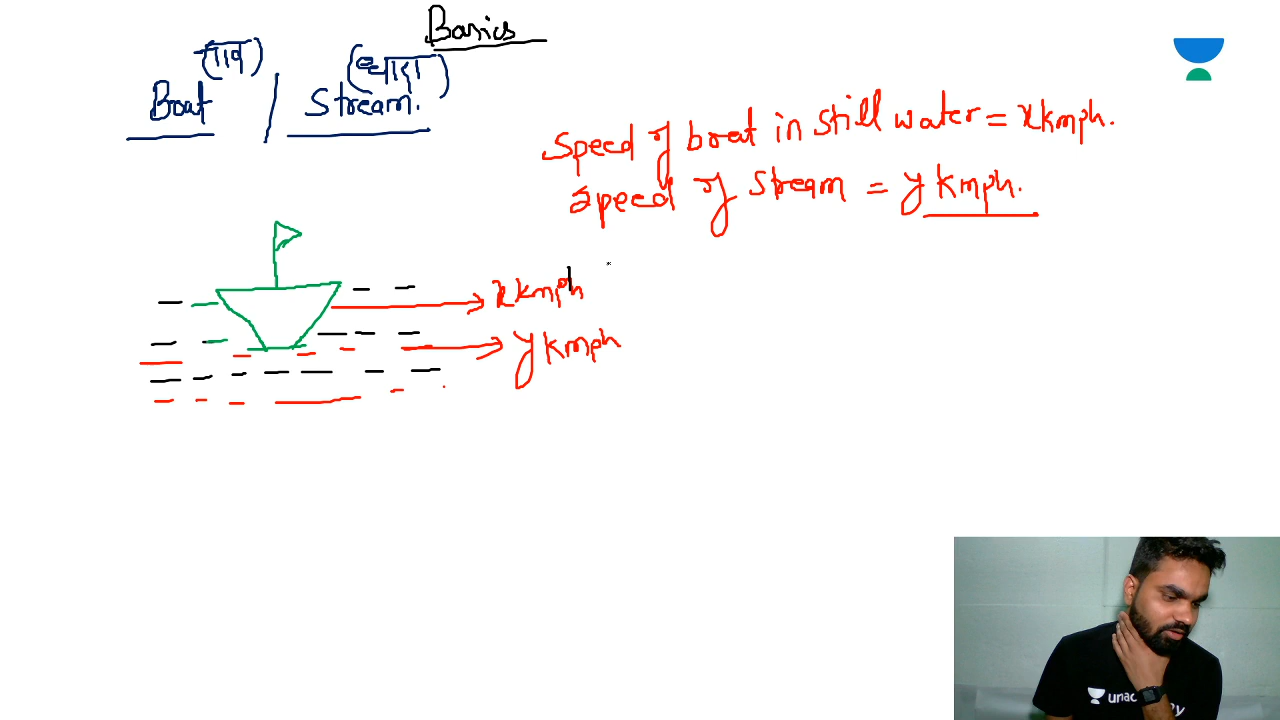 Basics
(नाव) (धारा)
Boat / Stream.
Speed of boat in still water = x kmph.
Speed of stream = y kmph.
x kmph
y kmph